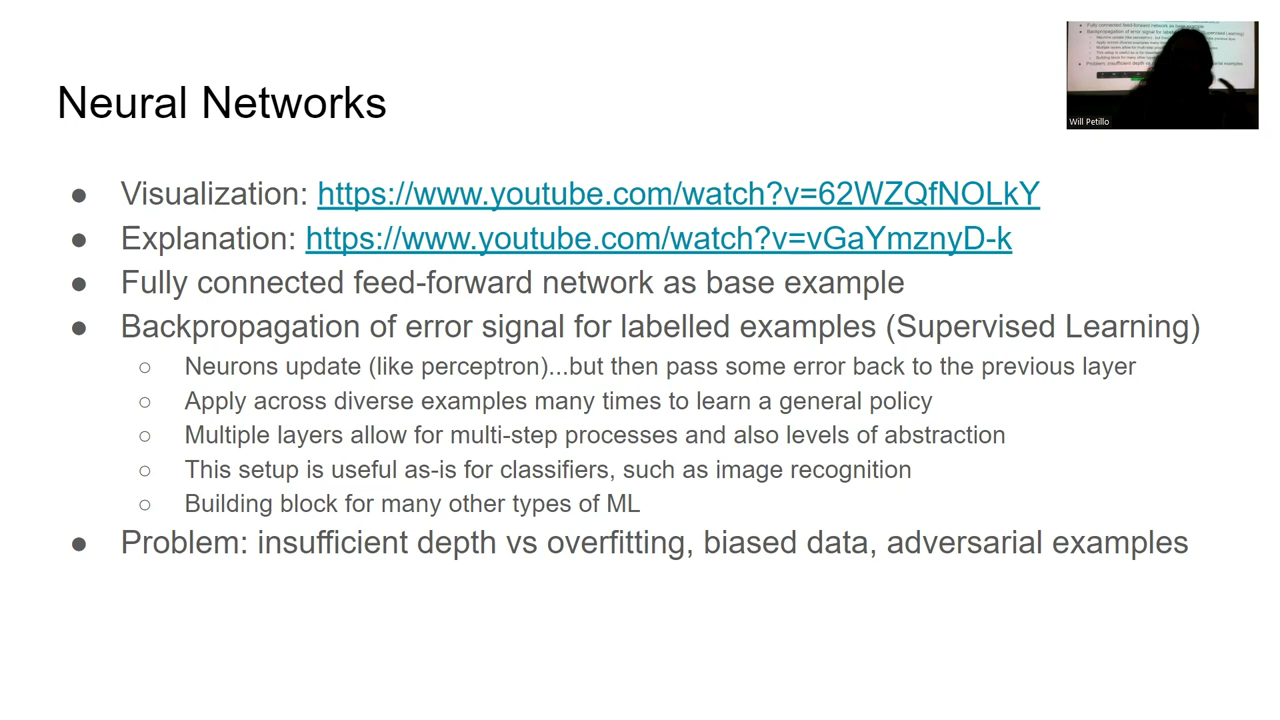 Neural Networks
Visualization: https://www.youtube.com/watch?v=62WZQfNOLkY
Explanation: https://www.youtube.com/watch?v=vGaYmznyD-k
Fully connected feed-forward network as base example
Backpropagation of error signal for labelled examples (Supervised Learning)
Neurons update (like perceptron)...but then pass some error back to the previous layer
Apply across diverse examples many times to learn a general policy
Multiple layers allow for multi-step processes and also levels of abstraction
This setup is useful as-is for classifiers, such as image recognition
Building block for many other types of ML
Problem: insufficient depth vs overfitting, biased data, adversarial examples
Will Petillo